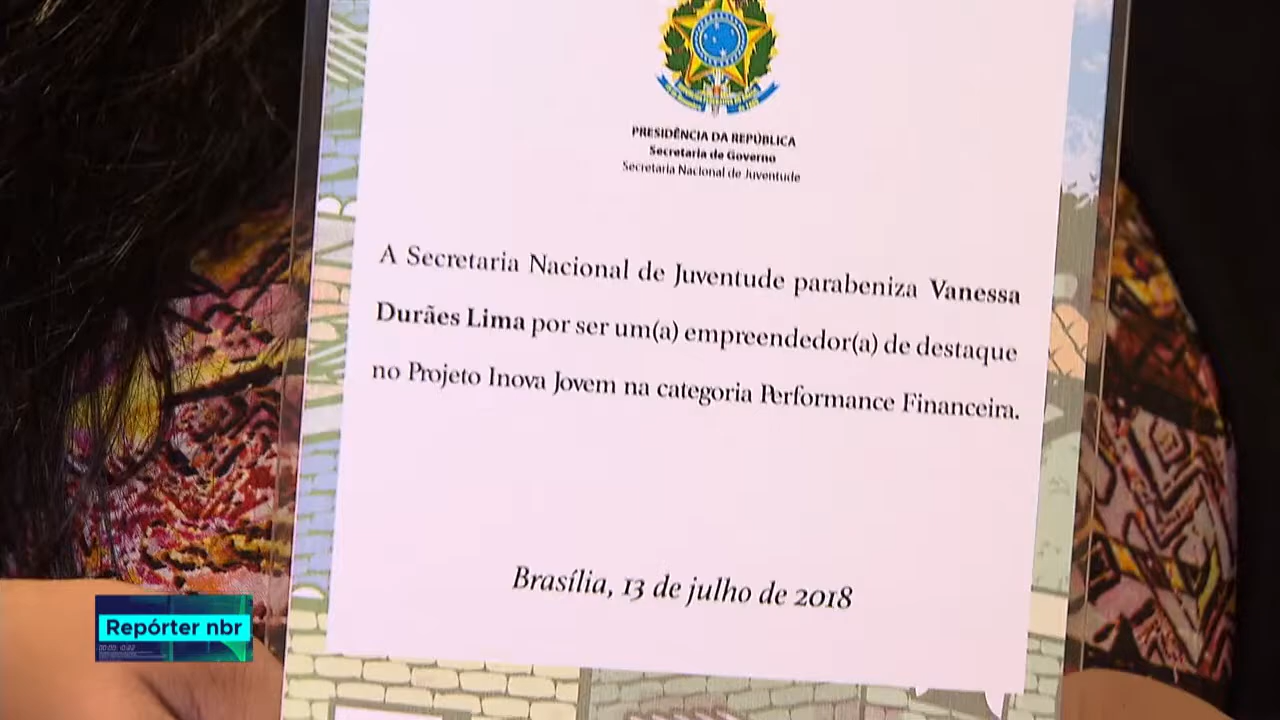 PRESIDÊNCIA DA REPÚBLICA
Secretaria de Governo
Secretaria Nacional de Juventude
A Secretaria Nacional de Juventude parabeniza Vanessa
Durães Lima por ser um(a) empreendedor(a) de destaque
no Projeto Inova Jovem na categoria Performance Financeira.
Brasília, 13 de julho de 2018
Repórter nbr